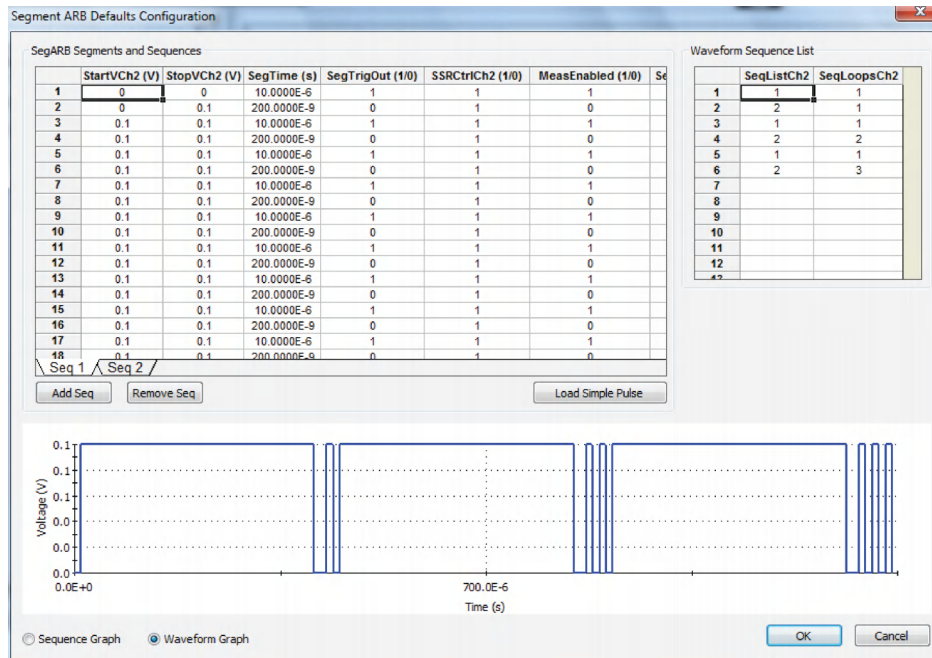 Segment ARB Defaults Configuration
SegARB Segments and Sequences
StartVCh2 (V) StopVCh2 (V) SegTime (s) SegTrigOut (1/0) SSRCtrlCh2 (1/0) MeasEnabled (1/0) Se
1 0 0 10.0000E-6 1 1 1
2 0 0.1 200.0000E-9 0 1 0
3 0.1 0.1 10.0000E-6 1 1 1
4 0.1 0.1 200.0000E-9 0 1 0
5 0.1 0.1 10.0000E-6 1 1 1
6 0.1 0.1 200.0000E-9 0 1 0
7 0.1 0.1 10.0000E-6 1 1 1
8 0.1 0.1 200.0000E-9 0 1 0
9 0.1 0.1 10.0000E-6 1 1 1
10 0.1 0.1 200.0000E-9 0 1 0
11 0.1 0.1 10.0000E-6 1 1 1
12 0.1 0.1 200.0000E-9 0 1 0
13 0.1 0.1 10.0000E-6 1 1 1
14 0.1 0.1 200.0000E-9 0 1 0
15 0.1 0.1 10.0000E-6 1 1 1
16 0.1 0.1 200.0000E-9 0 1 0
17 0.1 0.1 10.0000E-6 1 1 1
18 0.1 0.1 200.0000E-9 0 1 0
Seq 1 Seq 2
Add Seq Remove Seq Load Simple Pulse
Waveform Sequence List
SeqListCh2 SeqLoopsCh2
1 1 1
2 2 1
3 1 1
4 2 2
5 1 1
6 2 3
7
8
9
10
11
12
13
0.1
0.1
0.1
0.0
0.0
0.0
Voltage (V)
0.0E+0 700.0E-6
Time (s)
Sequence Graph Waveform Graph OK Cancel